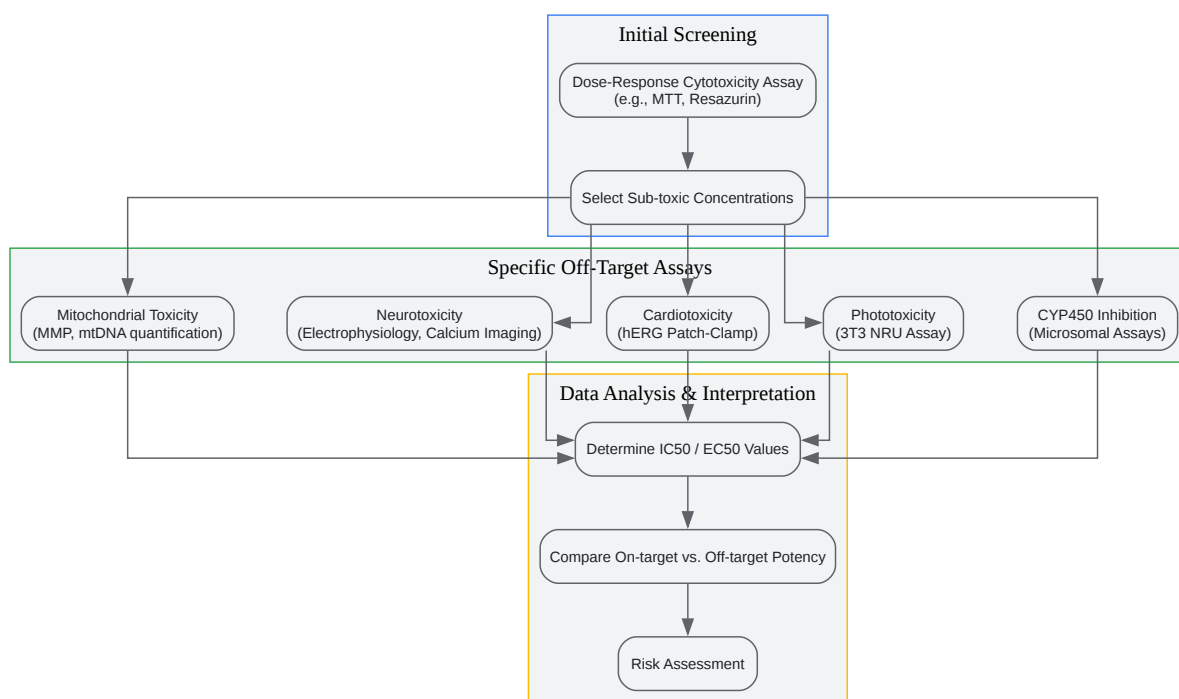 Initial Screening
Dose-Response Cytotoxicity Assay
(e.g., MTT, Resazurin)
Select Sub-toxic Concentrations
Specific Off-Target Assays
Mitochondrial Toxicity
(MMP, mtDNA quantification)
Neurotoxicity
(Electrophysiology, Calcium Imaging)
Cardiotoxicity
(hERG Patch-Clamp)
Phototoxicity
(3T3 NRU Assay)
CYP450 Inhibition
(Microsomal Assays)
Data Analysis & Interpretation
Determine IC50 / EC50 Values
Compare On-target vs. Off-target Potency
Risk Assessment